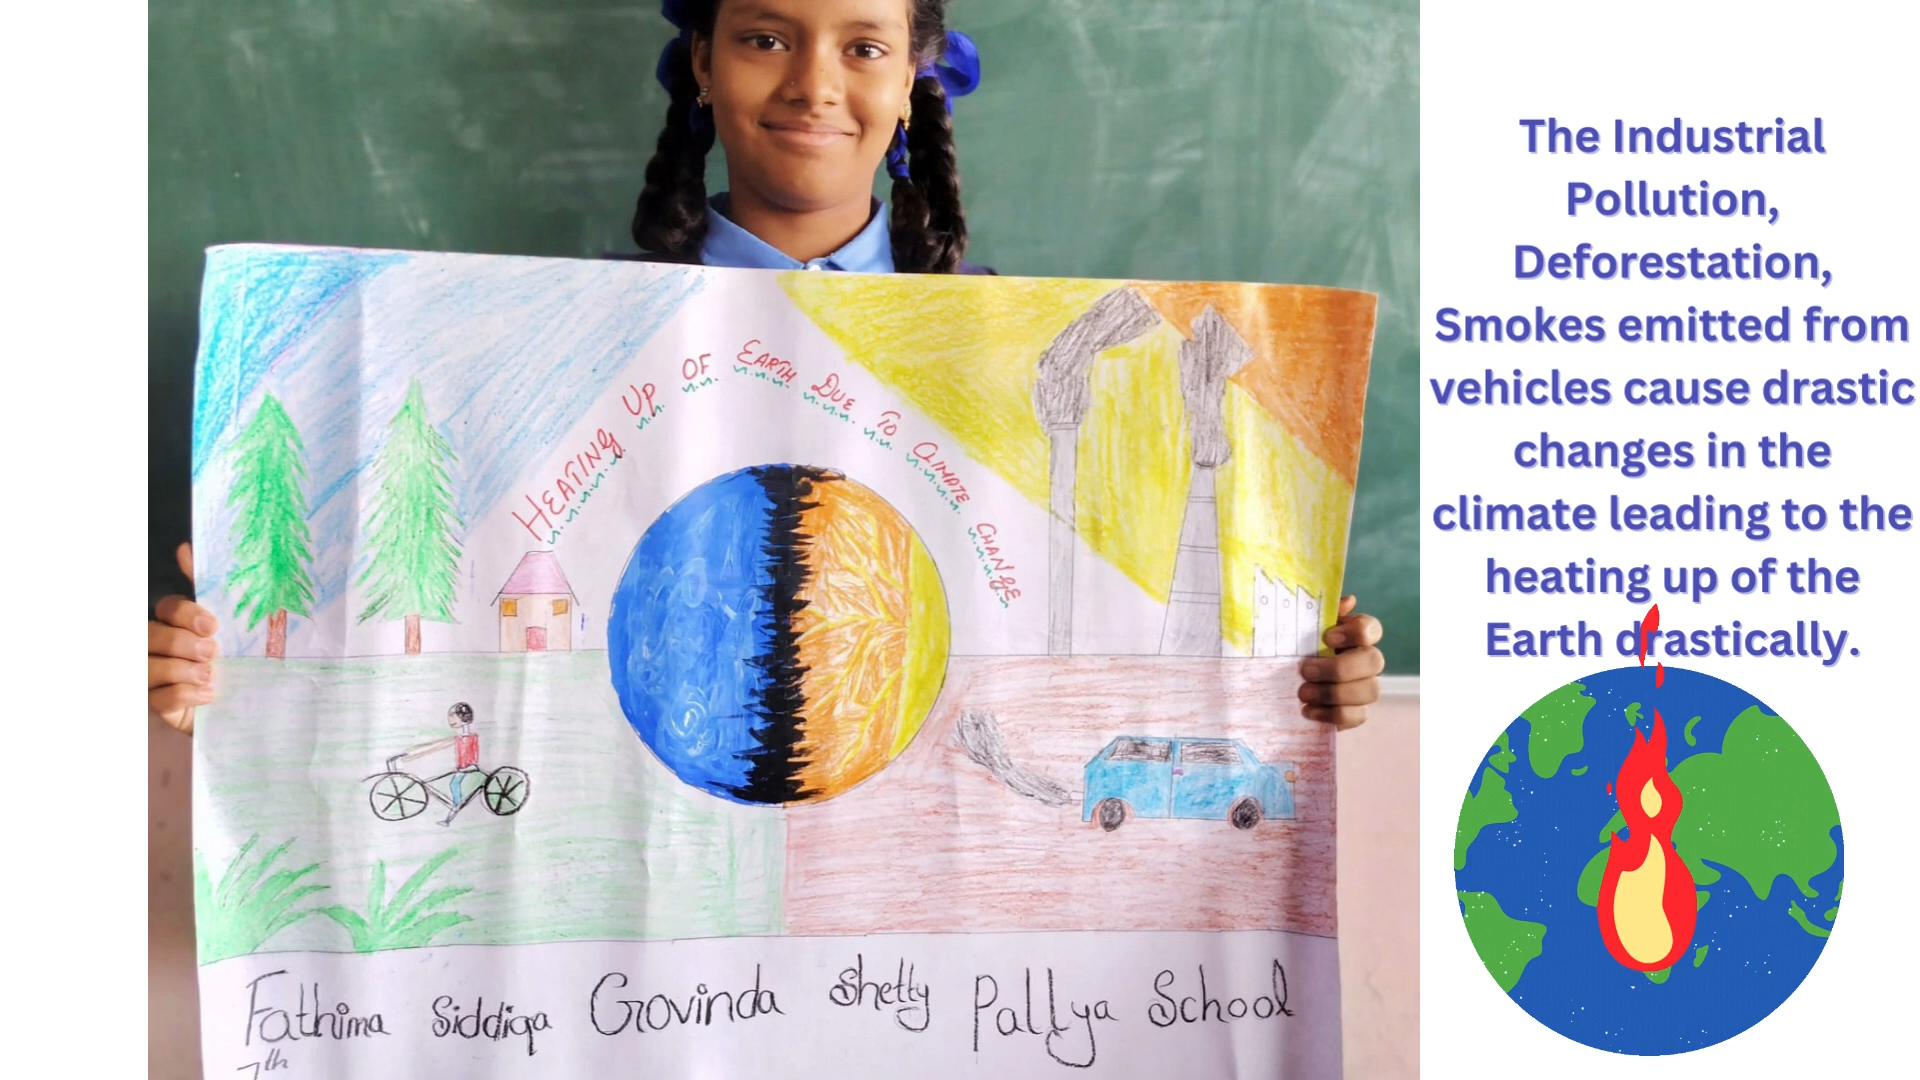 HEATING UP OF EARTH DUE TO CLIMATE CHANGE
Fathima Siddiqa Govinda Shetty Pallya School
7th
The Industrial
Pollution,
Deforestation,
Smokes emitted from
vehicles cause drastic
changes in the
climate leading to the
heating up of the
Earth drastically.